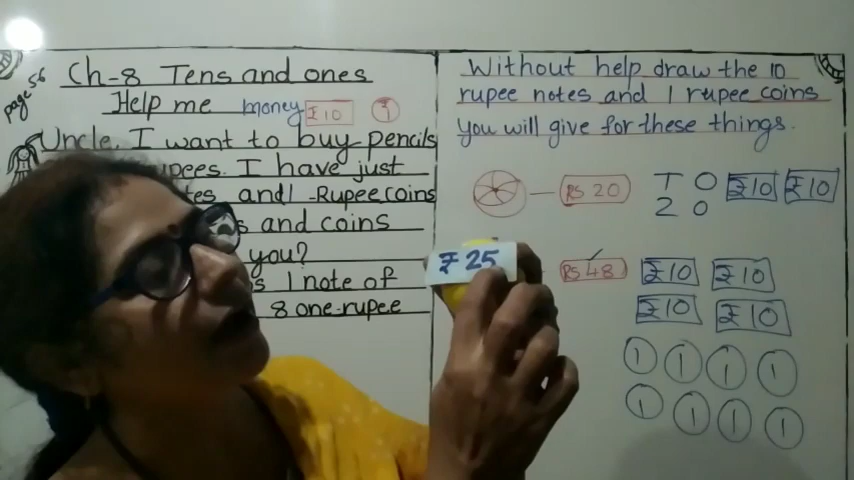 page 56
Ch-8 Tens and ones
Help me money ₹10 ₹1
Uncle, I want to buy pencils
upees. I have just
tes and 1-Rupee coins
s and coins
you?
s 1 note of
8 one-rupee
Without help draw the 10
rupee notes and 1 rupee coins
you will give for these things.
Rs 20 T O ₹10 ₹10
2 0
₹ 25
Rs 48 ₹10 ₹10
₹10 ₹10
1 1 1 1
1 1 1 1